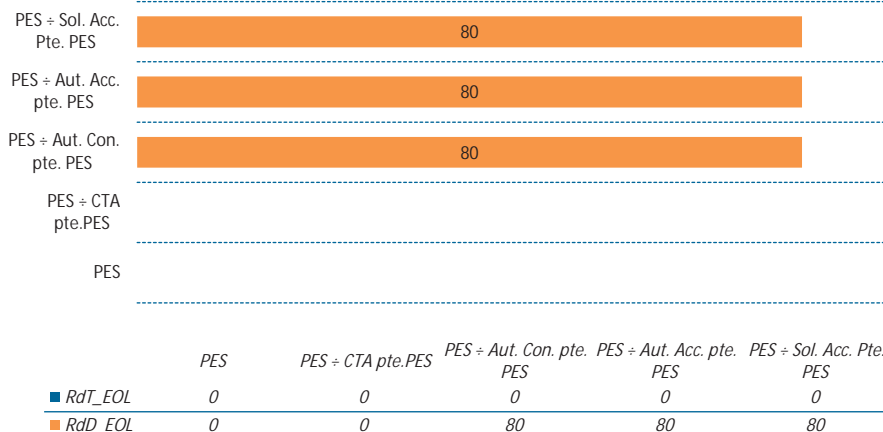 PES ÷ Sol. Acc.
Pte. PES
80
PES ÷ Aut. Acc.
pte. PES
80
PES ÷ Aut. Con.
pte. PES
80
PES ÷ CTA
pte.PES
PES
PES PES ÷ CTA pte.PES PES ÷ Aut. Con. pte. PES PES ÷ Aut. Acc. pte. PES PES ÷ Sol. Acc. Pte. PES
RdT_EOL 0 0 0 0 0
RdD_EOL 0 0 80 80 80